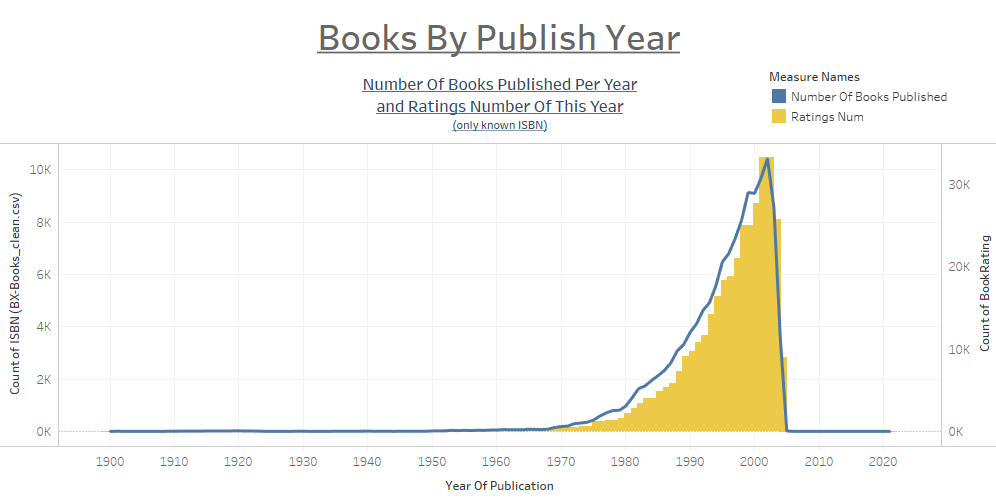 Books By Publish Year
Number Of Books Published Per Year
and Ratings Number Of This Year
(only known ISBN)
Measure Names
Number Of Books Published
Ratings Num
Count of ISBN (BX-Books_clean.csv)
10K
8K
6K
4K
2K
0K
30K
20K
10K
0K
Count of BookRating
1900 1910 1920 1930 1940 1950 1960 1970 1980 1990 2000 2010 2020
Year Of Publication